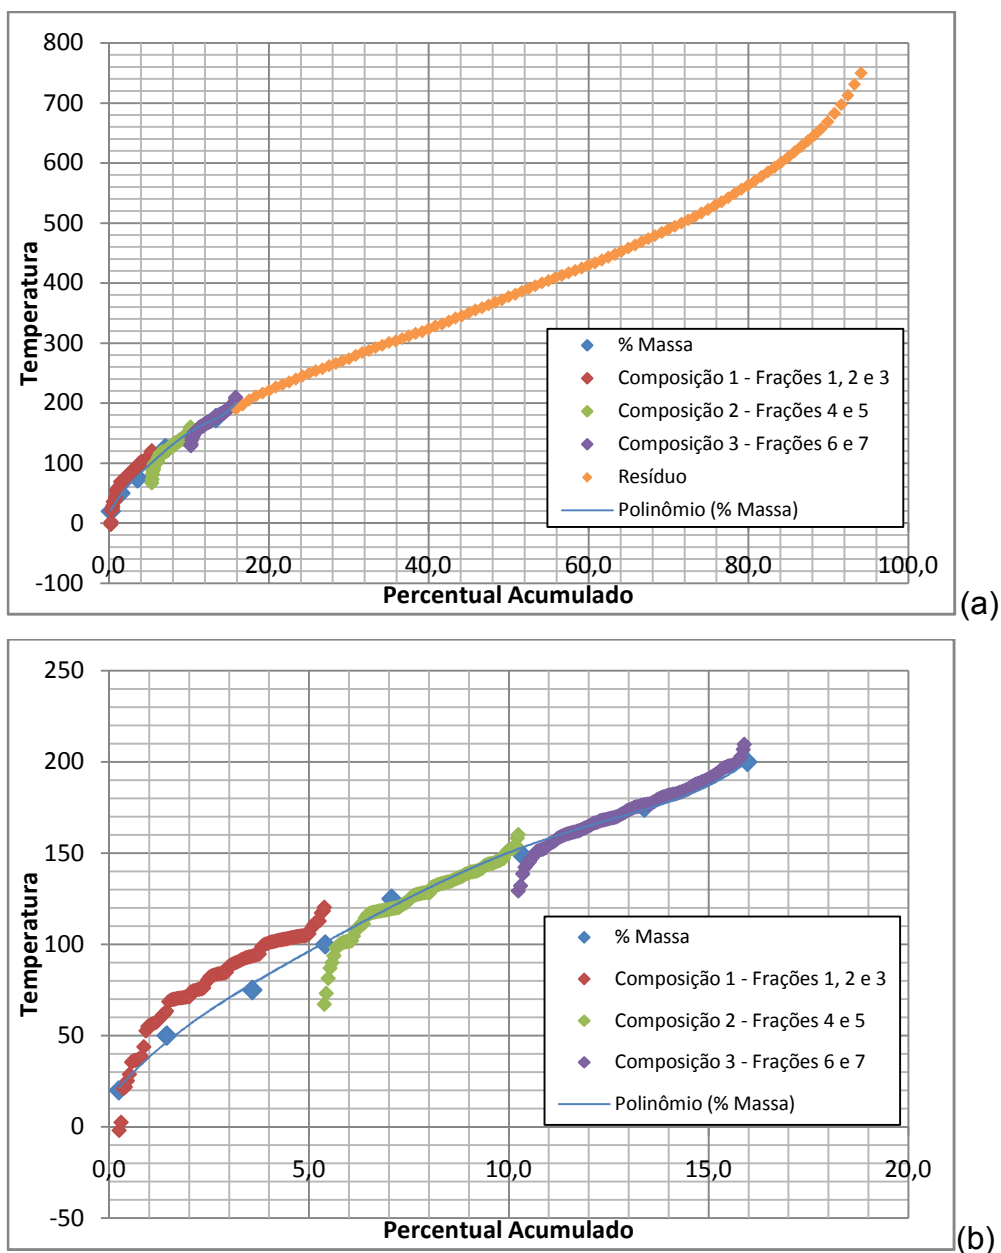 800
700
600
500
400
300
200
100
0
-100
0,0 20,0 40,0 60,0 80,0 100,0
Temperatura
Percentual Acumulado
% Massa
Composição 1 - Frações 1, 2 e 3
Composição 2 - Frações 4 e 5
Composição 3 - Frações 6 e 7
Resíduo
Polinômio (% Massa)
(a)
250
200
150
100
50
0
-50
0,0 5,0 10,0 15,0 20,0
Temperatura
Percentual Acumulado
% Massa
Composição 1 - Frações 1, 2 e 3
Composição 2 - Frações 4 e 5
Composição 3 - Frações 6 e 7
Polinômio (% Massa)
(b)